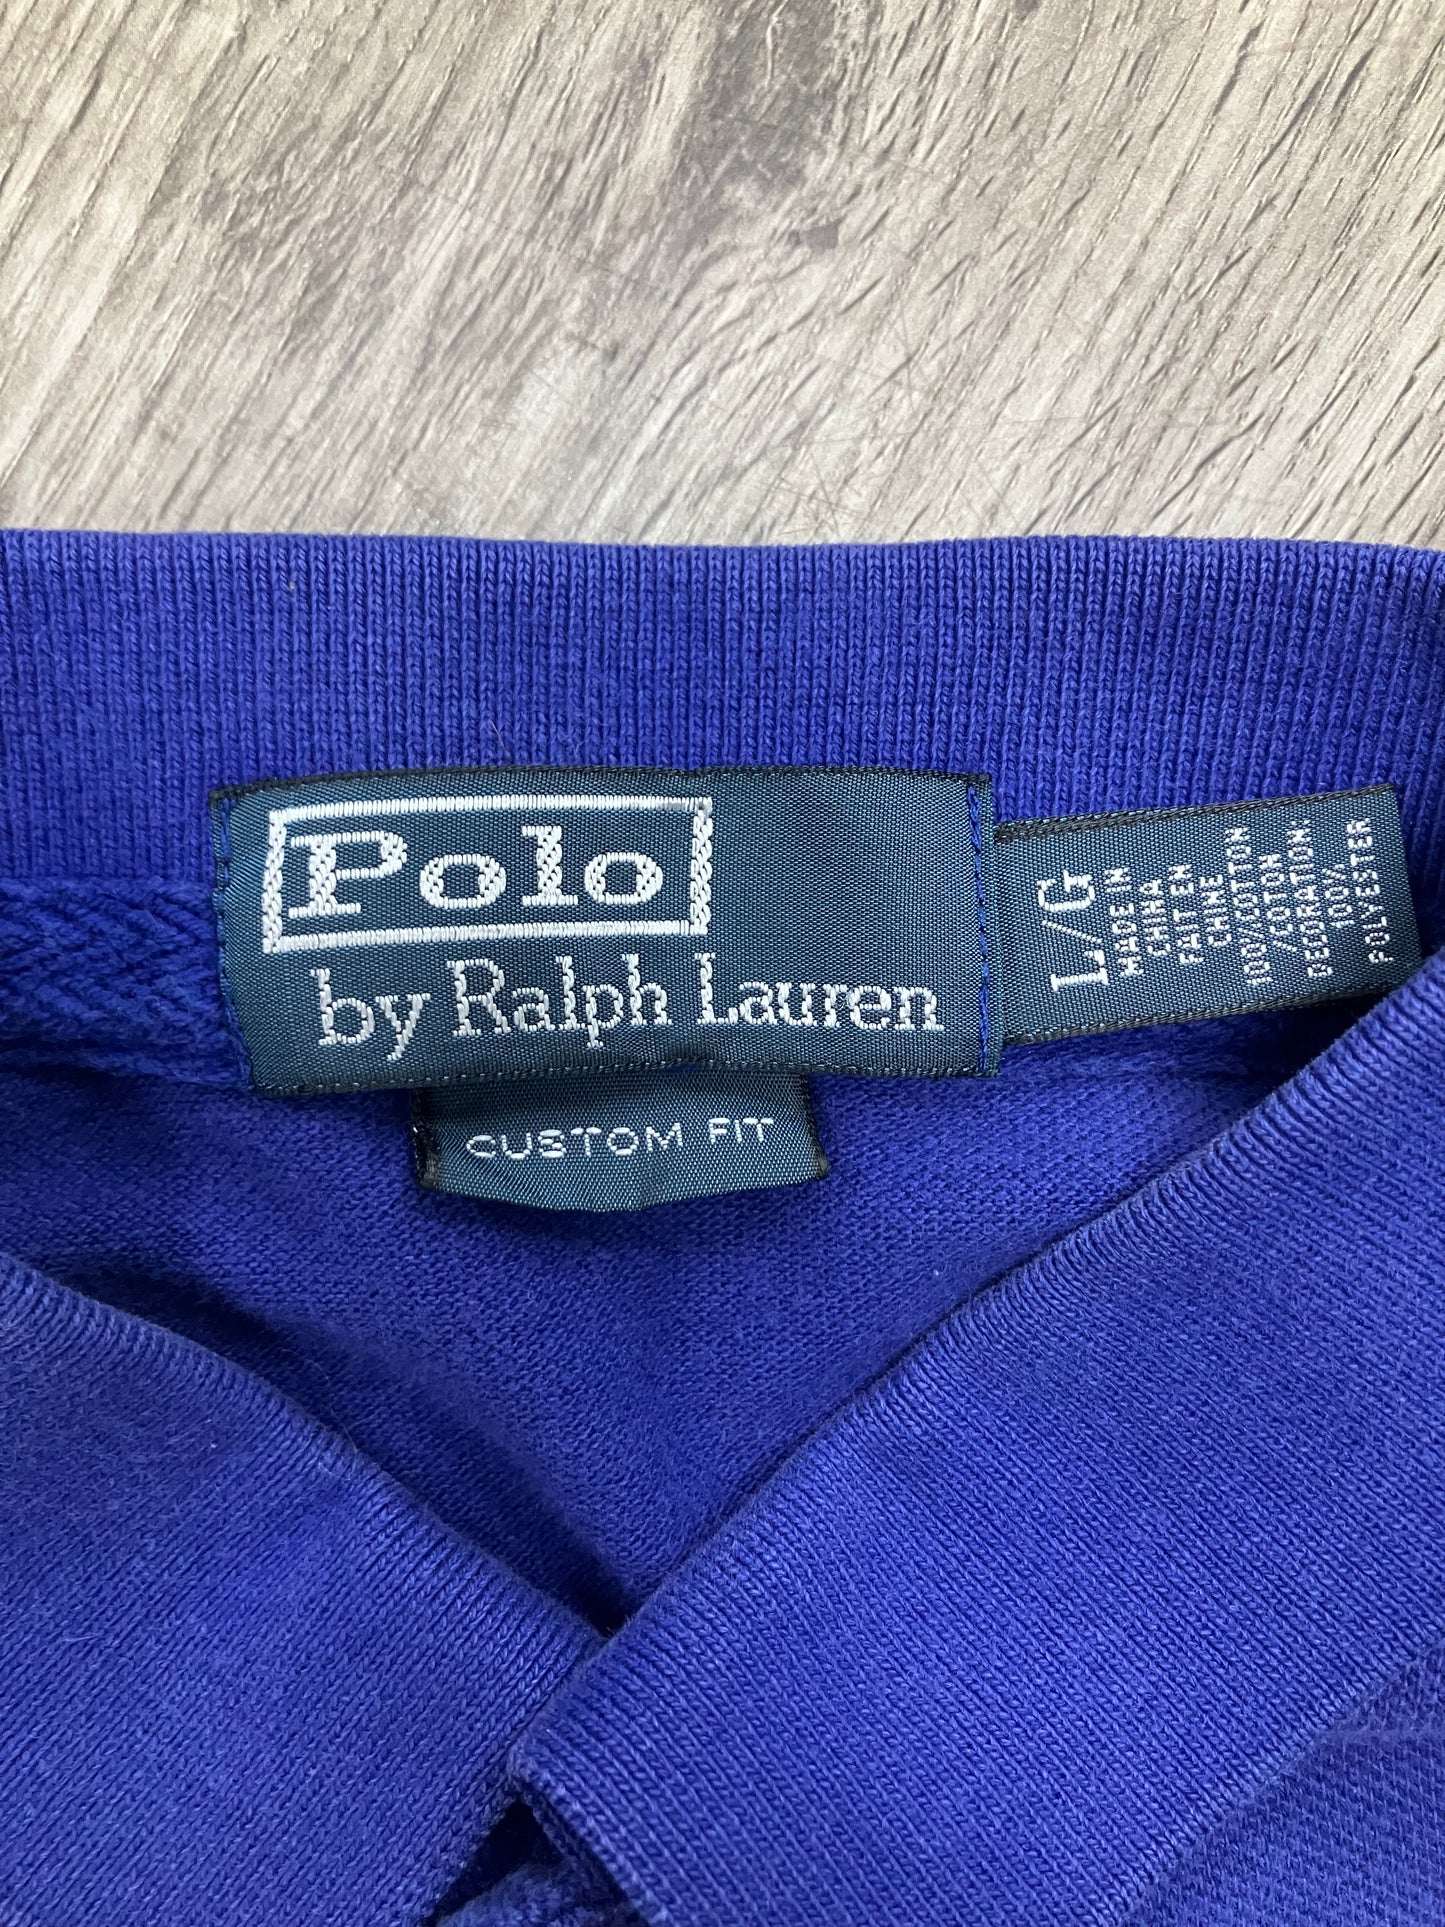 Polo
by Ralph Lauren
CUSTOM FIT
L/G
MADE IN
CHINA
FAIT EN
CHINE
100%COTTON
/COTON
DECORATION:
100%
POLYESTER